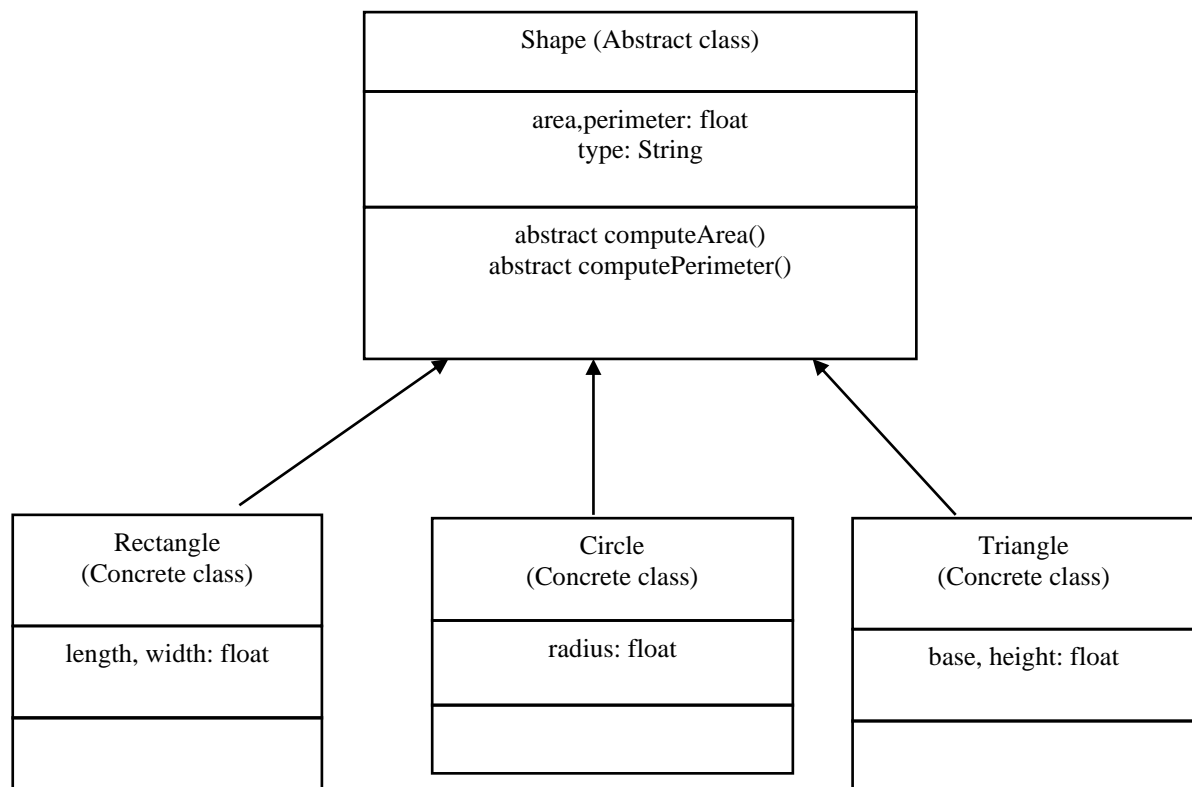 Shape (Abstract class)
area,perimeter: float
type: String
abstract computeArea()
abstract computePerimeter()
Rectangle
(Concrete class)
length, width: float
Circle
(Concrete class)
radius: float
Triangle
(Concrete class)
base, height: float